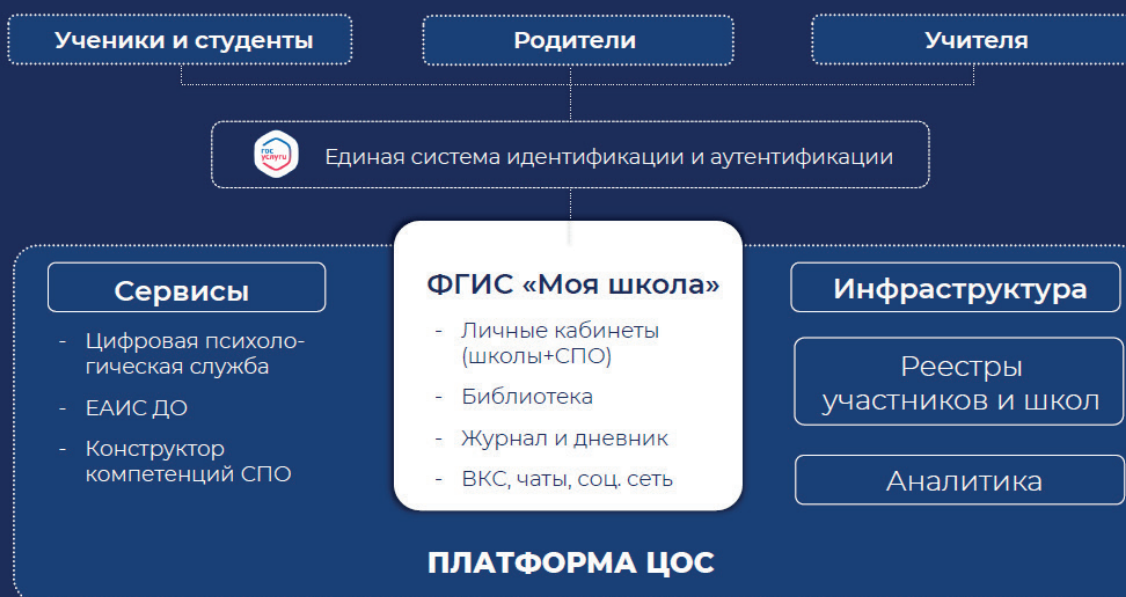 Ученики и студенты
Родители
Учителя
гос
услуги
Единая система идентификации и аутентификации
Сервисы
- Цифровая психоло-
гическая служба
- ЕАИС ДО
- Конструктор
компетенций СПО
ФГИС «Моя школа»
- Личные кабинеты
(школы+СПО)
- Библиотека
- Журнал и дневник
- ВКС, чаты, соц. сеть
Инфраструктура
Реестры
участников и школ
Аналитика
ПЛАТФОРМА ЦОС